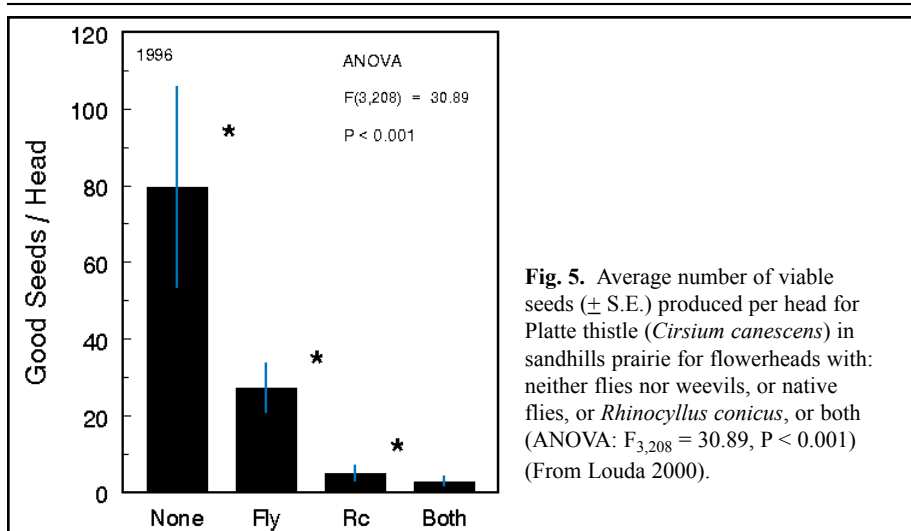 120
100
80
60
40
20
0
Good Seeds / Head
1996
ANOVA
F(3,208) = 30.89
P < 0.001
*
*
*
None Fly Rc Both
Fig. 5. Average number of viable
seeds (± S.E.) produced per head for
Platte thistle (Cirsium canescens) in
sandhills prairie for flowerheads with:
neither flies nor weevils, or native
flies, or Rhinocyllus conicus, or both
(ANOVA: F3,208 = 30.89, P < 0.001)
(From Louda 2000).